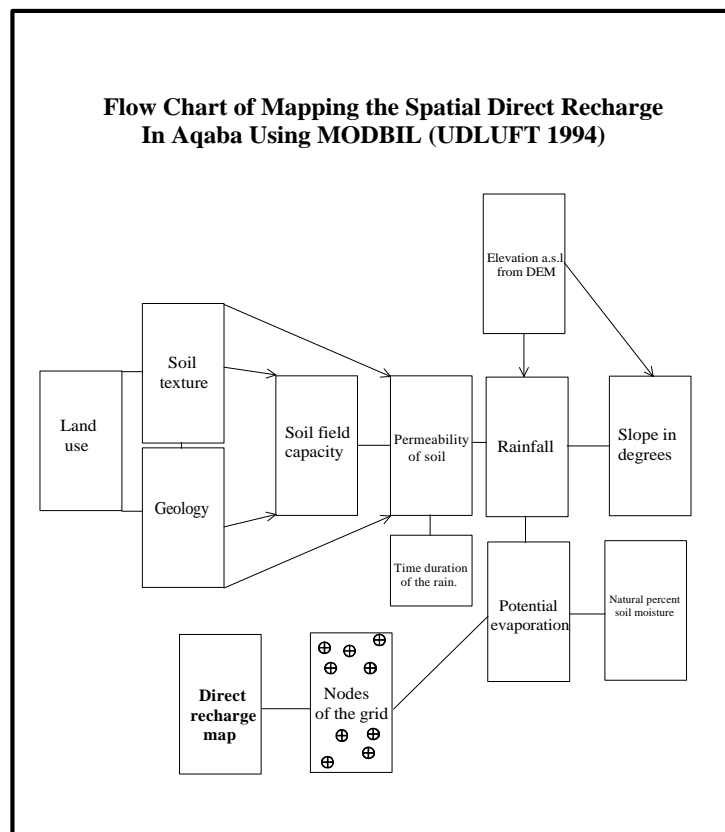 Flow Chart of Mapping the Spatial Direct Recharge
In Aqaba Using MODBIL (UDLUFT 1994)
Elevation a.s.l
from DEM
Soil
texture
Land
use
Geology
Soil field
capacity
Permeability
of soil
Rainfall
Slope in
degrees
Time duration
of the rain.
Potential
evaporation
Natural percent
soil moisture
Direct
recharge
map
Nodes
of the grid